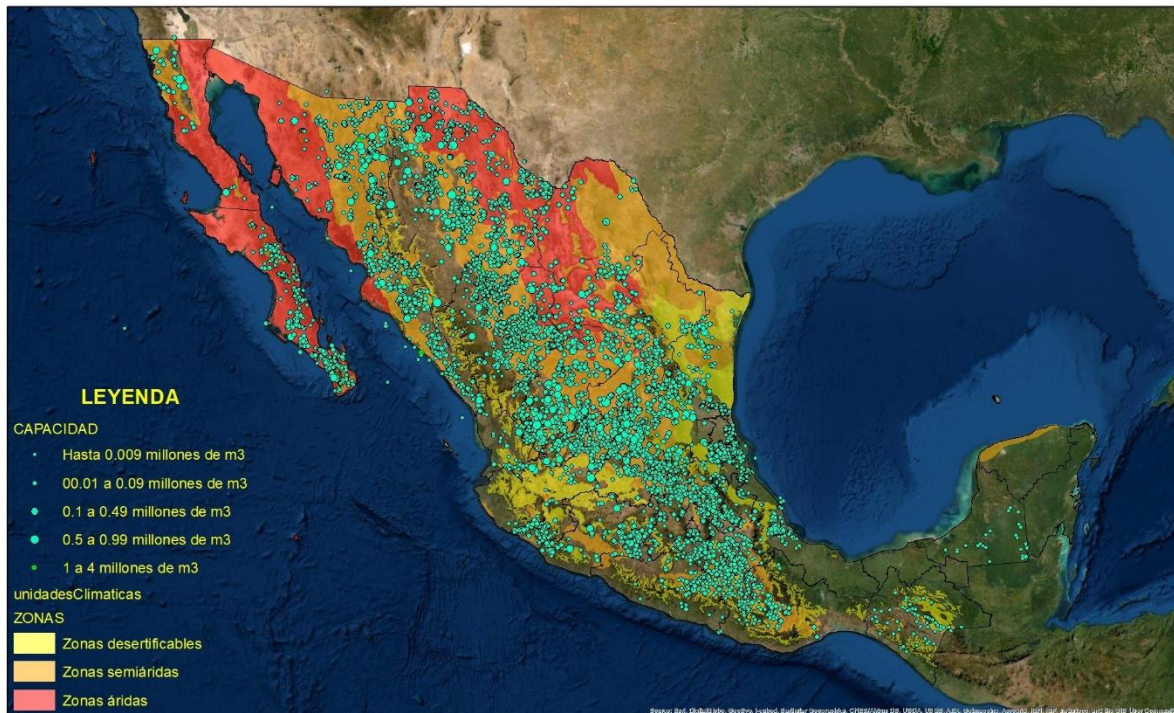 LEYENDA
CAPACIDAD
Hasta 0.009 millones de m3
00.01 a 0.09 millones de m3
0.1 a 0.49 millones de m3
0.5 a 0.99 millones de m3
1 a 4 millones de m3
unidadesClimaticas
ZONAS
Zonas desertificables
Zonas semiáridas
Zonas áridas